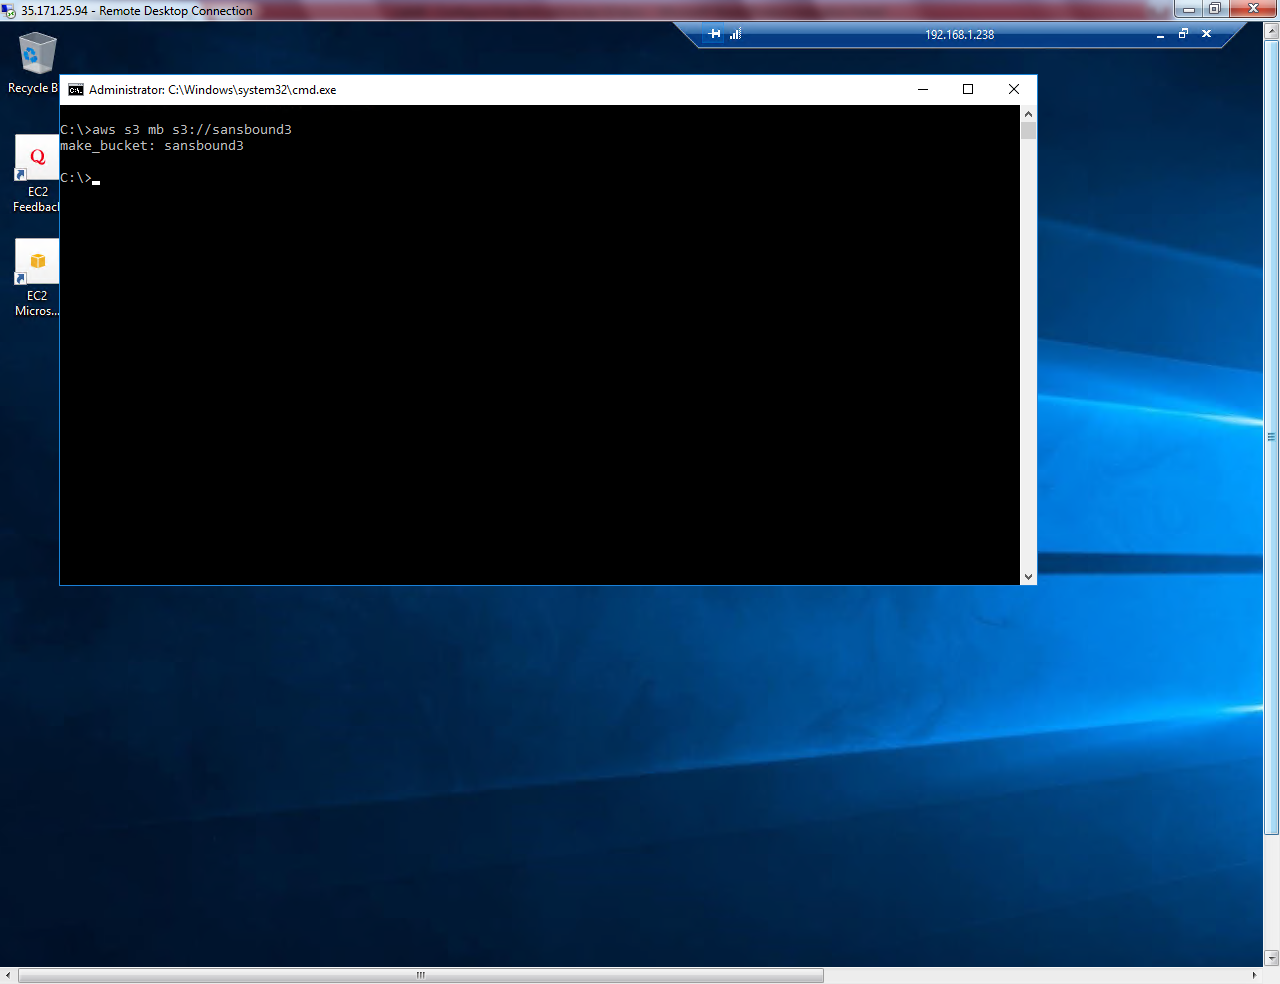 35.171.25.94 - Remote Desktop Connection
192.168.1.238
Recycle B
Administrator: C:\Windows\system32\cmd.exe
C:\>aws s3 mb s3://sansbound3
make_bucket: sansbound3
C:\>
Q
EC2
Feedbac
EC2
Micros...